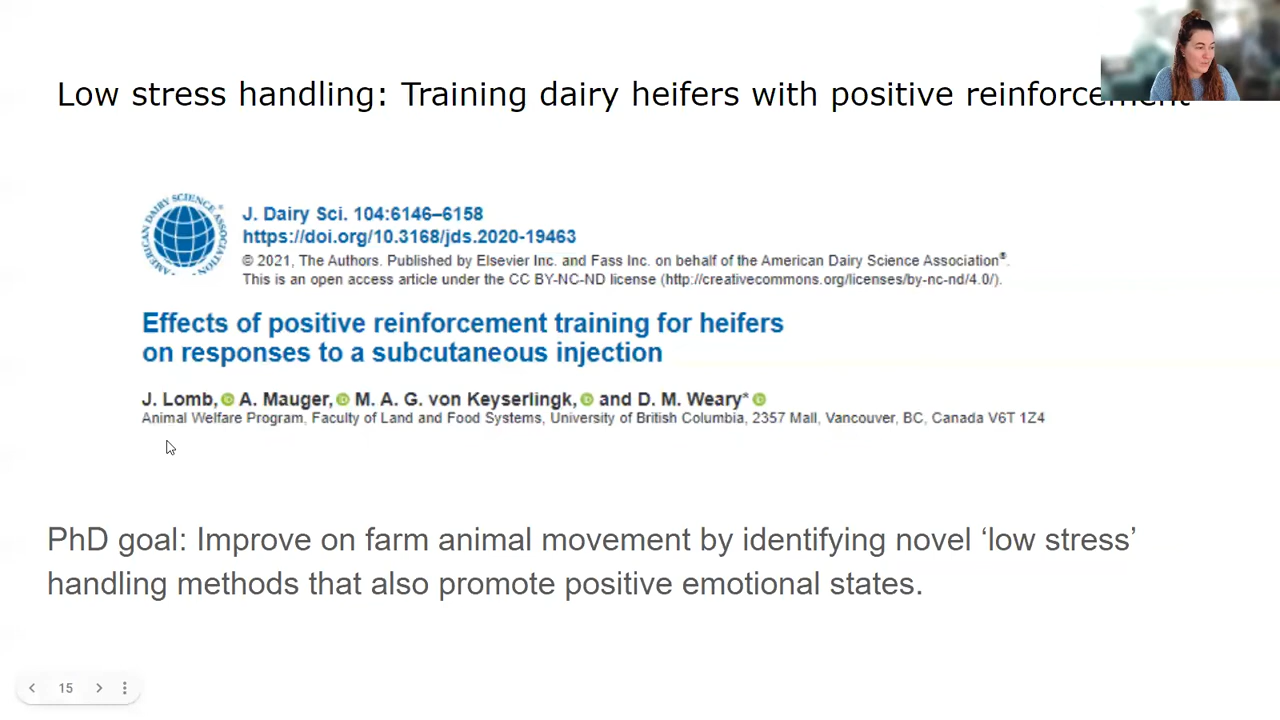 Low stress handling: Training dairy heifers with positive reinforcement
AMERICAN DAIRY SCIENCE ASSOCIATION®
J. Dairy Sci. 104:6146–6158
https://doi.org/10.3168/jds.2020-19463
© 2021, The Authors. Published by Elsevier Inc. and Fass Inc. on behalf of the American Dairy Science Association®.
This is an open access article under the CC BY-NC-ND license (http://creativecommons.org/licenses/by-nc-nd/4.0/).
Effects of positive reinforcement training for heifers
on responses to a subcutaneous injection
J. Lomb, A. Mauger, M. A. G. von Keyserlingk, and D. M. Weary*
Animal Welfare Program, Faculty of Land and Food Systems, University of British Columbia, 2357 Mall, Vancouver, BC, Canada V6T 1Z4
PhD goal: Improve on farm animal movement by identifying novel ‘low stress’
handling methods that also promote positive emotional states.
15